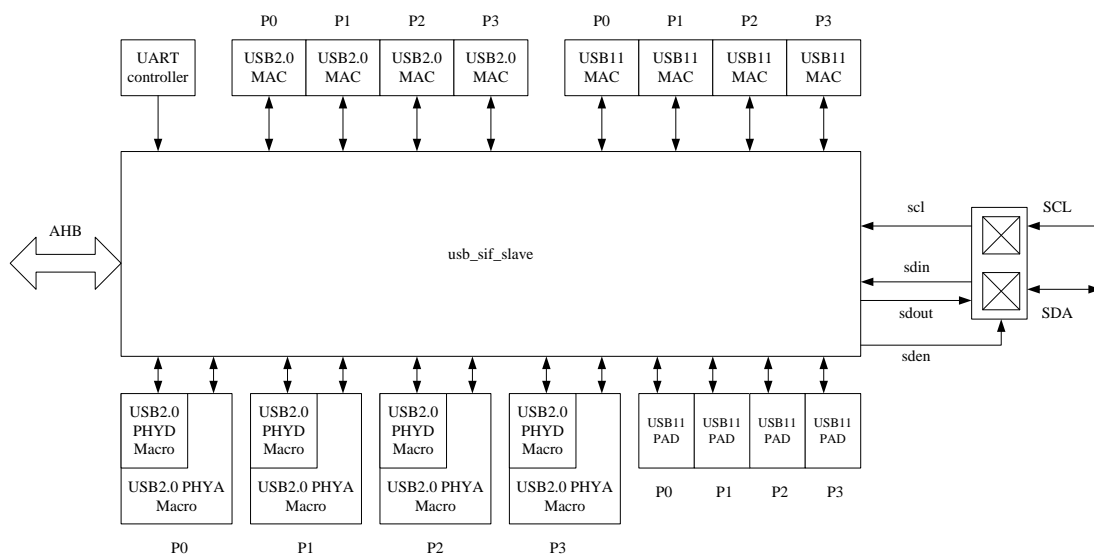 P0 P1 P2 P3 P0 P1 P2 P3
UART controller
USB2.0 MAC
USB2.0 MAC
USB2.0 MAC
USB2.0 MAC
USB11 MAC
USB11 MAC
USB11 MAC
USB11 MAC
AHB
usb_sif_slave
scl
SCL
sdin
sdout
SDA
sden
USB2.0 PHYD Macro
USB2.0 PHYA Macro
USB2.0 PHYD Macro
USB2.0 PHYA Macro
USB2.0 PHYD Macro
USB2.0 PHYA Macro
USB2.0 PHYD Macro
USB2.0 PHYA Macro
USB11 PAD
USB11 PAD
USB11 PAD
USB11 PAD
P0 P1 P2 P3
P0 P1 P2 P3